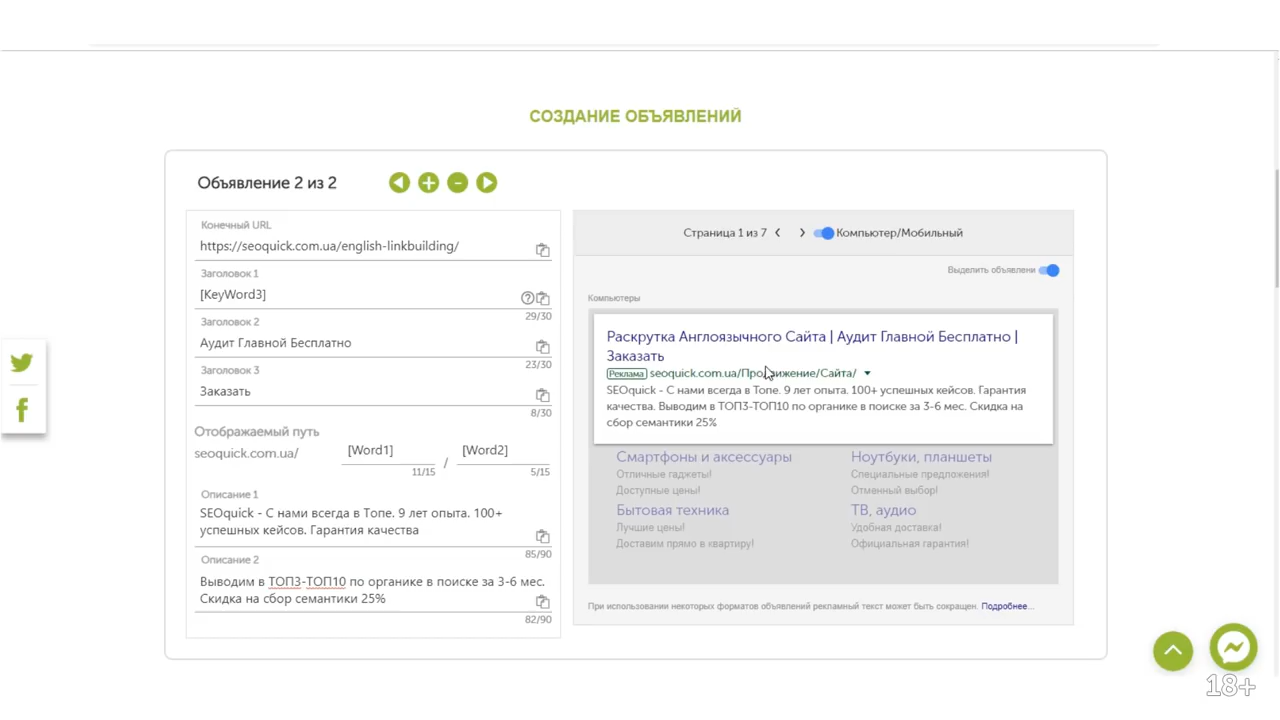 СОЗДАНИЕ ОБЪЯВЛЕНИЙ
Объявление 2 из 2
Конечный URL
https://seoquick.com.ua/english-linkbuilding/
Заголовок 1
[KeyWord3]
29/30
Заголовок 2
Аудит Главной Бесплатно
23/30
Заголовок 3
Заказать
8/30
Отображаемый путь
seoquick.com.ua/
[Word1]
11/15
/
[Word2]
5/15
Описание 1
SEOquick - С нами всегда в Топе. 9 лет опыта. 100+
успешных кейсов. Гарантия качества
85/90
Описание 2
Выводим в ТОП3-ТОП10 по органике в поиске за 3-6 мес.
Скидка на сбор семантики 25%
82/90
Страница 1 из 7
Компьютер/Мобильный
Выделить объявлени
Компьютеры
Раскрутка Англоязычного Сайта | Аудит Главной Бесплатно |
Заказать
Реклама seoquick.com.ua/Продвижение/Сайта/
SEOquick - С нами всегда в Топе. 9 лет опыта. 100+ успешных кейсов. Гарантия
качества. Выводим в ТОП3-ТОП10 по органике в поиске за 3-6 мес. Скидка на
сбор семантики 25%
Смартфоны и аксессуары
Отличные гаджеты!
Доступные цены!
Ноутбуки, планшеты
Специальные предложения!
Отменный выбор!
Бытовая техника
Лучшие цены!
Доставим прямо в квартиру!
ТВ, аудио
Удобная доставка!
Официальная гарантия!
При использовании некоторых форматов объявлений рекламный текст может быть сокращен. Подробнее...
18+